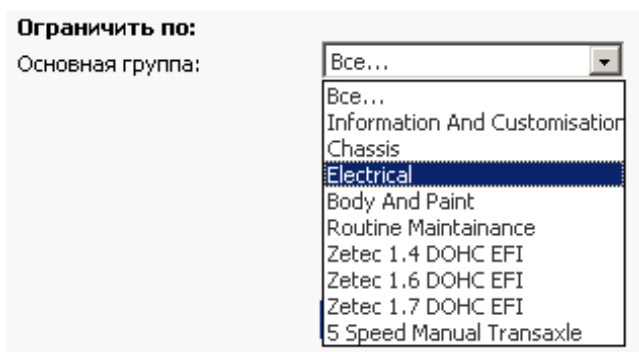 Ограничить по:
Основная группа:
Все...
Все...
Information And Customisation
Chassis
Electrical
Body And Paint
Routine Maintainance
Zetec 1.4 DOHC EFI
Zetec 1.6 DOHC EFI
Zetec 1.7 DOHC EFI
5 Speed Manual Transaxle